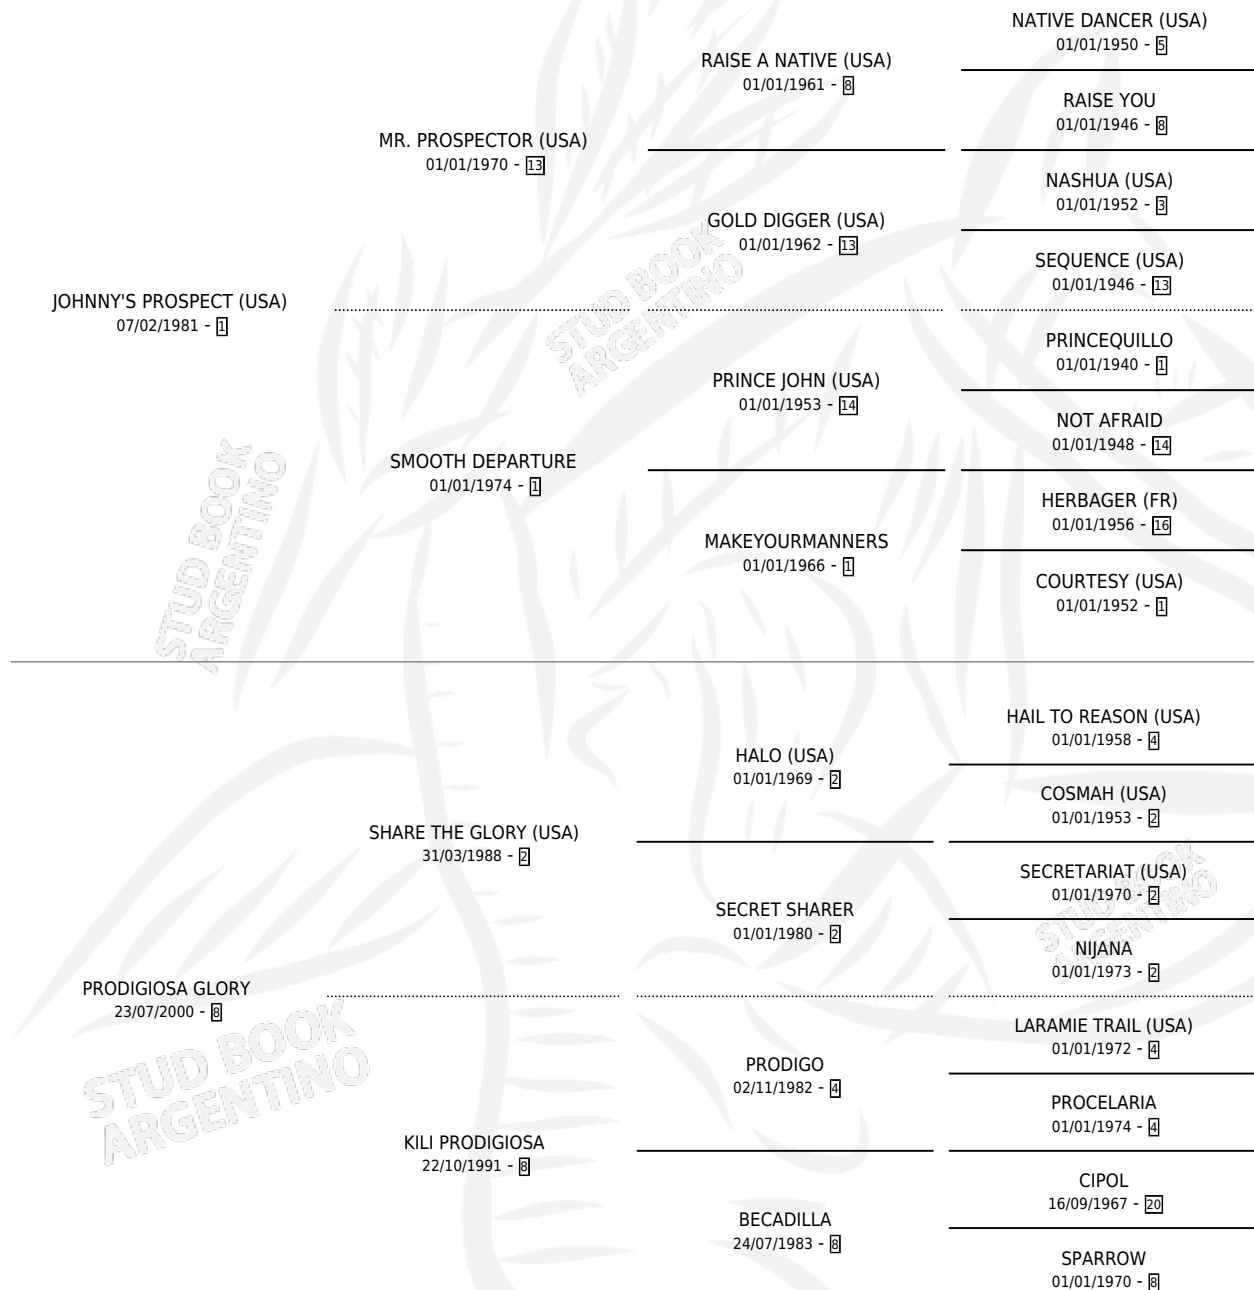 NATIVE DANCER (USA)
01/01/1950 - 5
RAISE A NATIVE (USA)
01/01/1961 - 8
RAISE YOU
01/01/1946 - 8
MR. PROSPECTOR (USA)
01/01/1970 - 13
NASHUA (USA)
01/01/1952 - 3
GOLD DIGGER (USA)
01/01/1962 - 13
SEQUENCE (USA)
01/01/1946 - 13
JOHNNY'S PROSPECT (USA)
07/02/1981 - 1
STUD BOOK
ARGENTINO
PRINCEQUILLO
01/01/1940 - 1
PRINCE JOHN (USA)
01/01/1953 - 14
NOT AFRAID
01/01/1948 - 14
SMOOTH DEPARTURE
01/01/1974 - 1
HERBAGER (FR)
01/01/1956 - 16
MAKEYOURMANNERS
01/01/1966 - 1
COURTESY (USA)
01/01/1952 - 1
STUD BOOK
ARGENTINO
HAIL TO REASON (USA)
01/01/1958 - 4
HALO (USA)
01/01/1969 - 2
COSMAH (USA)
01/01/1953 - 2
SHARE THE GLORY (USA)
31/03/1988 - 2
SECRETARIAT (USA)
01/01/1970 - 2
SECRET SHARER
01/01/1980 - 2
STUD BOOK
ARGENTINO
NIJANA
01/01/1973 - 2
PRODIGIOSA GLORY
23/07/2000 - 8
LARAMIE TRAIL (USA)
01/01/1972 - 4
PRODIGO
02/11/1982 - 4
STUD BOOK
ARGENTINO
PROCELARIA
01/01/1974 - 4
KILI PRODIGIOSA
22/10/1991 - 8
CIPOL
16/09/1967 - 20
BECADILLA
24/07/1983 - 8
SPARROW
01/01/1970 - 8